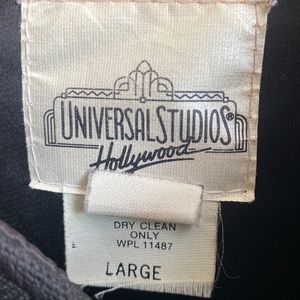 UNIVERSAL STUDIOS®
Hollywood
DRY CLEAN
ONLY
WPL 11487
LARGE